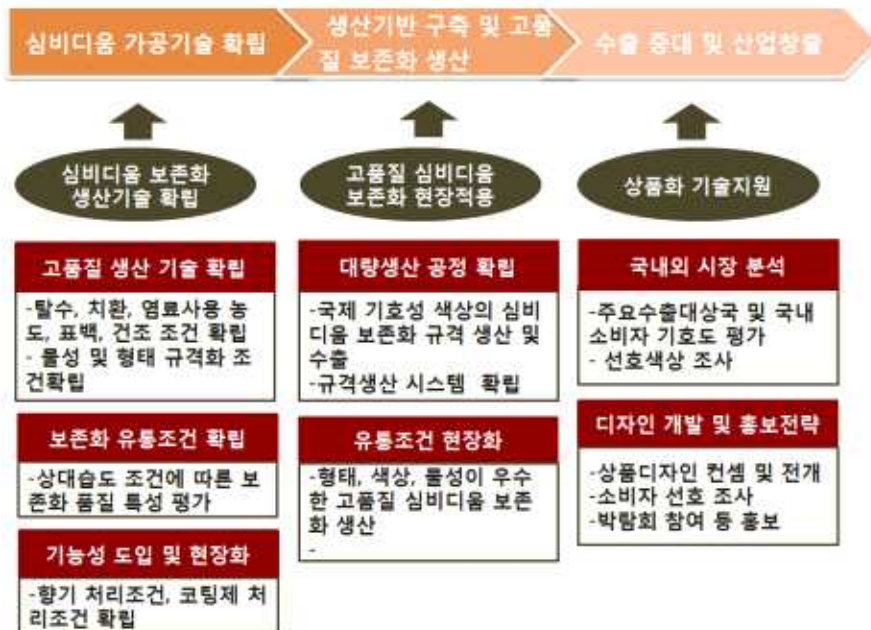 심비디움 가공기술 확립
생산기반 구축 및 고품
질 보존화 생산
수출 증대 및 산업창출
심비디움 보존화
생산기술 확립
고품질 심비디움
보존화 현장적용
상품화 기술지원
고품질 생산 기술 확립
-탈수, 치환, 염료사용 농
도, 표백, 건조 조건 확립
- 물성 및 형태 규격화 조
건확립
보존화 유통조건 확립
-상대습도 조건에 따른 보
존화 품질 특성 평가
기능성 도입 및 현장화
-향기 처리조건, 코팅제 처
리조건 확립
대량생산 공정 확립
-국제 기호성 색상의 심비
디움 보존화 규격 생산 및
수출
-규격생산 시스템 확립
유통조건 현장화
-형태, 색상, 물성이 우수
한 고품질 심비디움 보존
화 생산
-
국내외 시장 분석
-주요수출대상국 및 국내
소비자 기호도 평가
- 선호색상 조사
디자인 개발 및 홍보전략
-상품디자인 컨셉 및 전개
-소비자 선호 조사
-박람회 참여 등 홍보